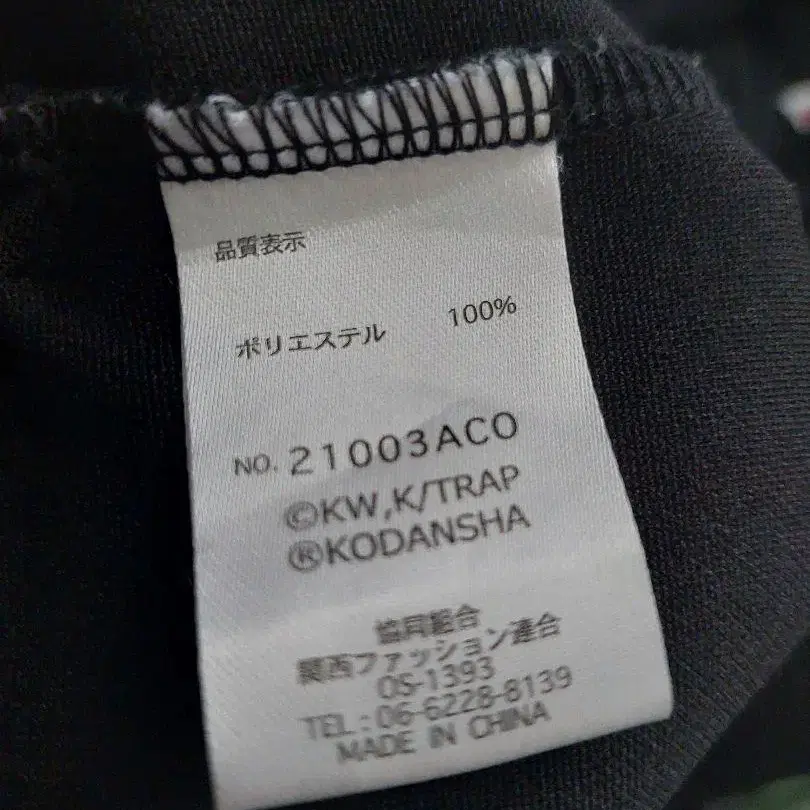 品質表示
ポリエステル 100%
NO. 21003ACO
©KW,K/TRAP
®KODANSHA
協同組合
関西ファッション連合
OS-1393
TEL:06-6228-8139
MADE IN CHINA